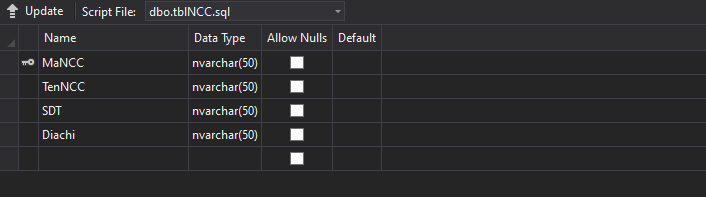 Update Script File: dbo.tblNCC.sql
Name Data Type Allow Nulls Default
MaNCC nvarchar(50)
TenNCC nvarchar(50)
SDT nvarchar(50)
Diachi nvarchar(50)